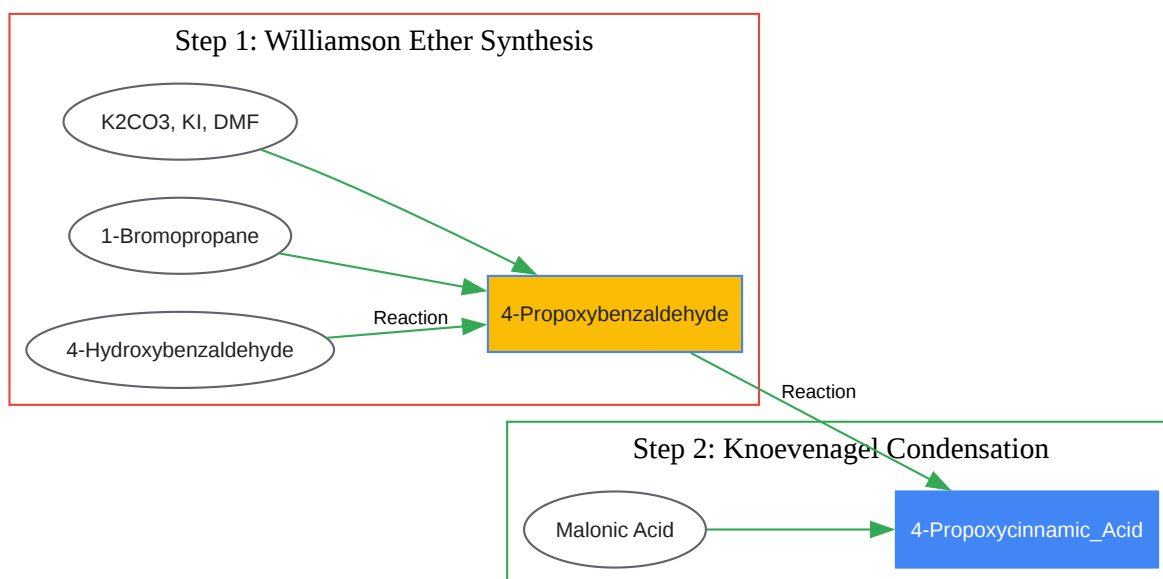 Step 1: Williamson Ether Synthesis
K2CO3, KI, DMF
1-Bromopropane
4-Propoxybenzaldehyde
Reaction
4-Hydroxybenzaldehyde
Reaction
Step 2: Knoevenagel Condensation
Malonic Acid
4-Propoxycinnamic_Acid